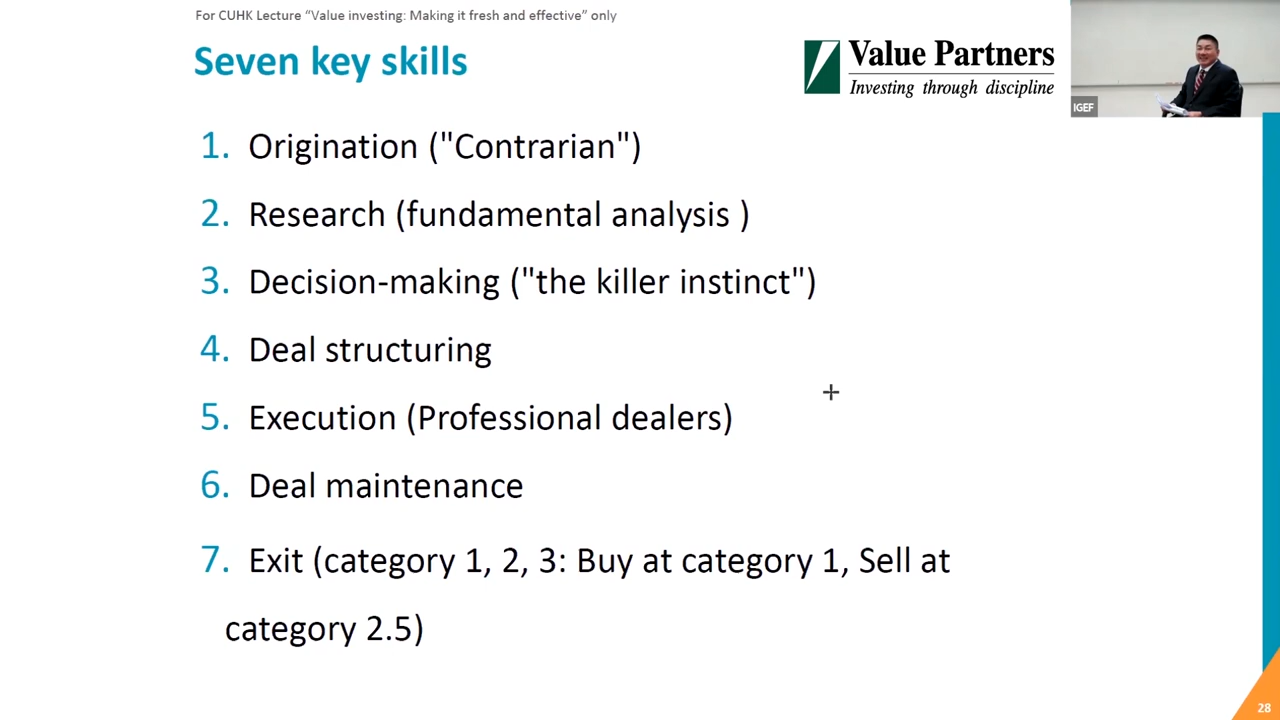 For CUHK Lecture “Value investing: Making it fresh and effective” only
Seven key skills
Value Partners
Investing through discipline
IGEF
1. Origination ("Contrarian")
2. Research (fundamental analysis )
3. Decision-making ("the killer instinct")
4. Deal structuring
5. Execution (Professional dealers)
6. Deal maintenance
7. Exit (category 1, 2, 3: Buy at category 1, Sell at
category 2.5)
28